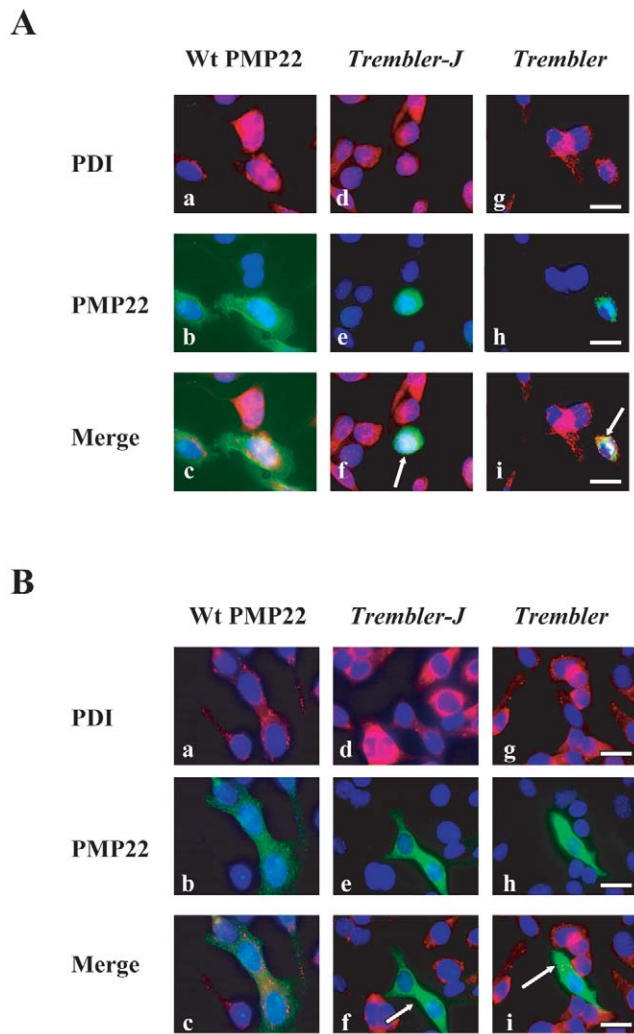 A
Wt PMP22 Trembler-J Trembler
PDI
a d g
PMP22
b e h
Merge
c f i
B
Wt PMP22 Trembler-J Trembler
PDI
a d g
PMP22
b e h
Merge
c f i